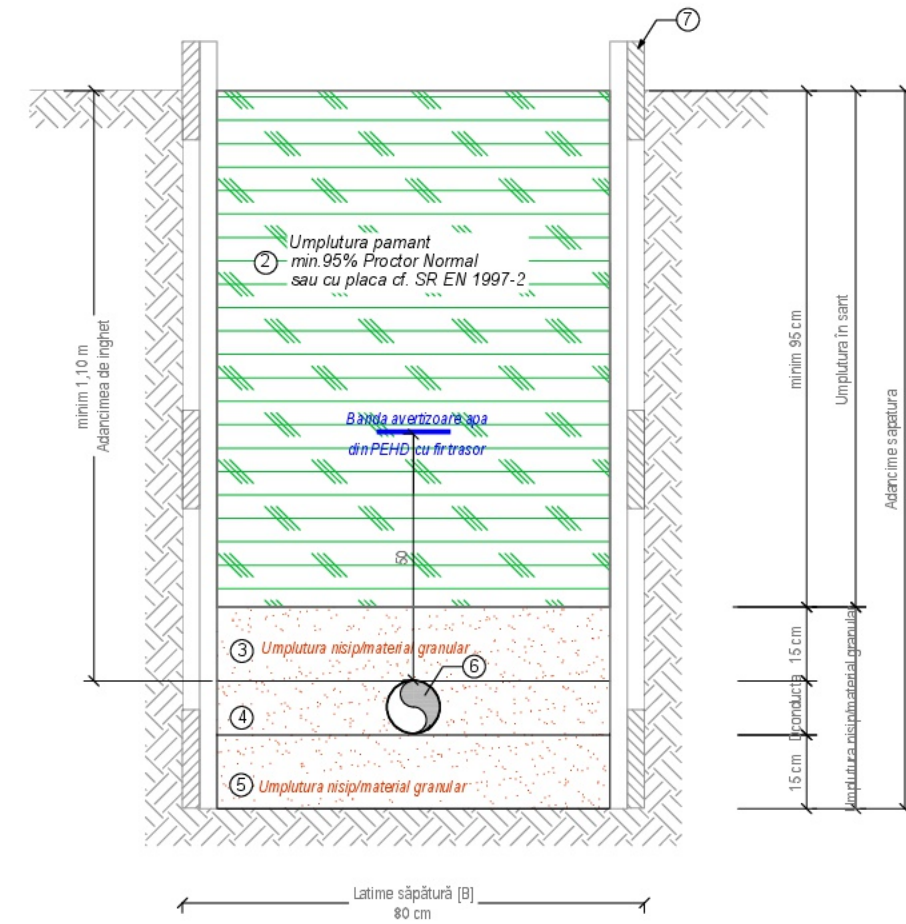 7
2
Umplutura pamant
min.95% Proctor Normal
sau cu placa cf. SR EN 1997-2
minim 1,10 m
Adancimea de inghet
minim 95 cm
Umplutură în sant
Adancime sapatura
Banda avertizoare apa
din PEHD cu fir trasor
50
3
Umplutura nisip/material granular
6
4
5
Umplutura nisip/material granular
15 cm
Dconducta
15 cm
Umplutura nisip/material granular
Latime săpătură [B]
80 cm